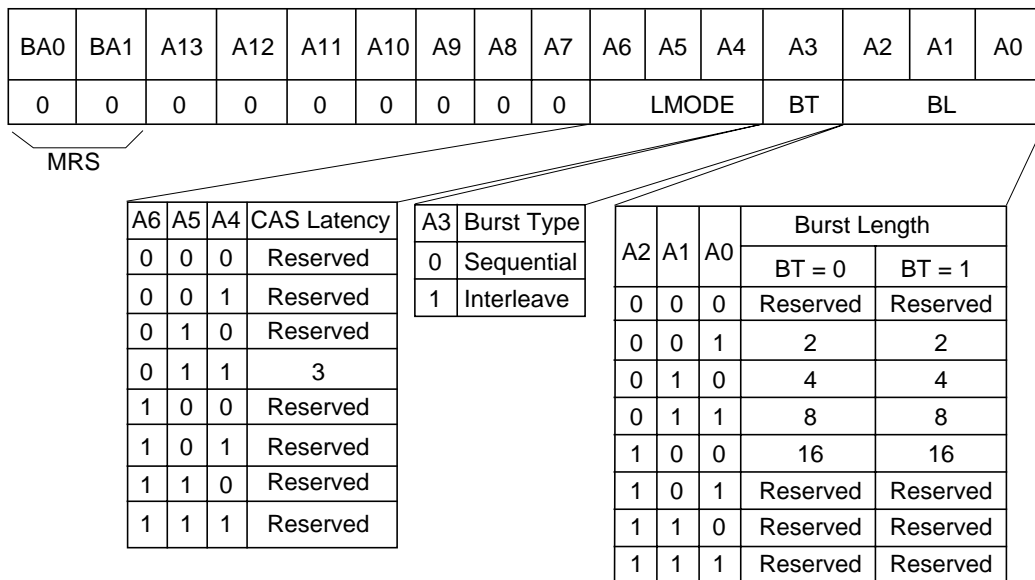 BA0 BA1 A13 A12 A11 A10 A9 A8 A7 A6 A5 A4 A3 A2 A1 A0
0 0 0 0 0 0 0 0 0 LMODE BT BL
MRS
A6 A5 A4 CAS Latency
0 0 0 Reserved
0 0 1 Reserved
0 1 0 Reserved
0 1 1 3
1 0 0 Reserved
1 0 1 Reserved
1 1 0 Reserved
1 1 1 Reserved
A3 Burst Type
0 Sequential
1 Interleave
A2 A1 A0 Burst Length
BT = 0 BT = 1
0 0 0 Reserved Reserved
0 0 1 2 2
0 1 0 4 4
0 1 1 8 8
1 0 0 16 16
1 0 1 Reserved Reserved
1 1 0 Reserved Reserved
1 1 1 Reserved Reserved